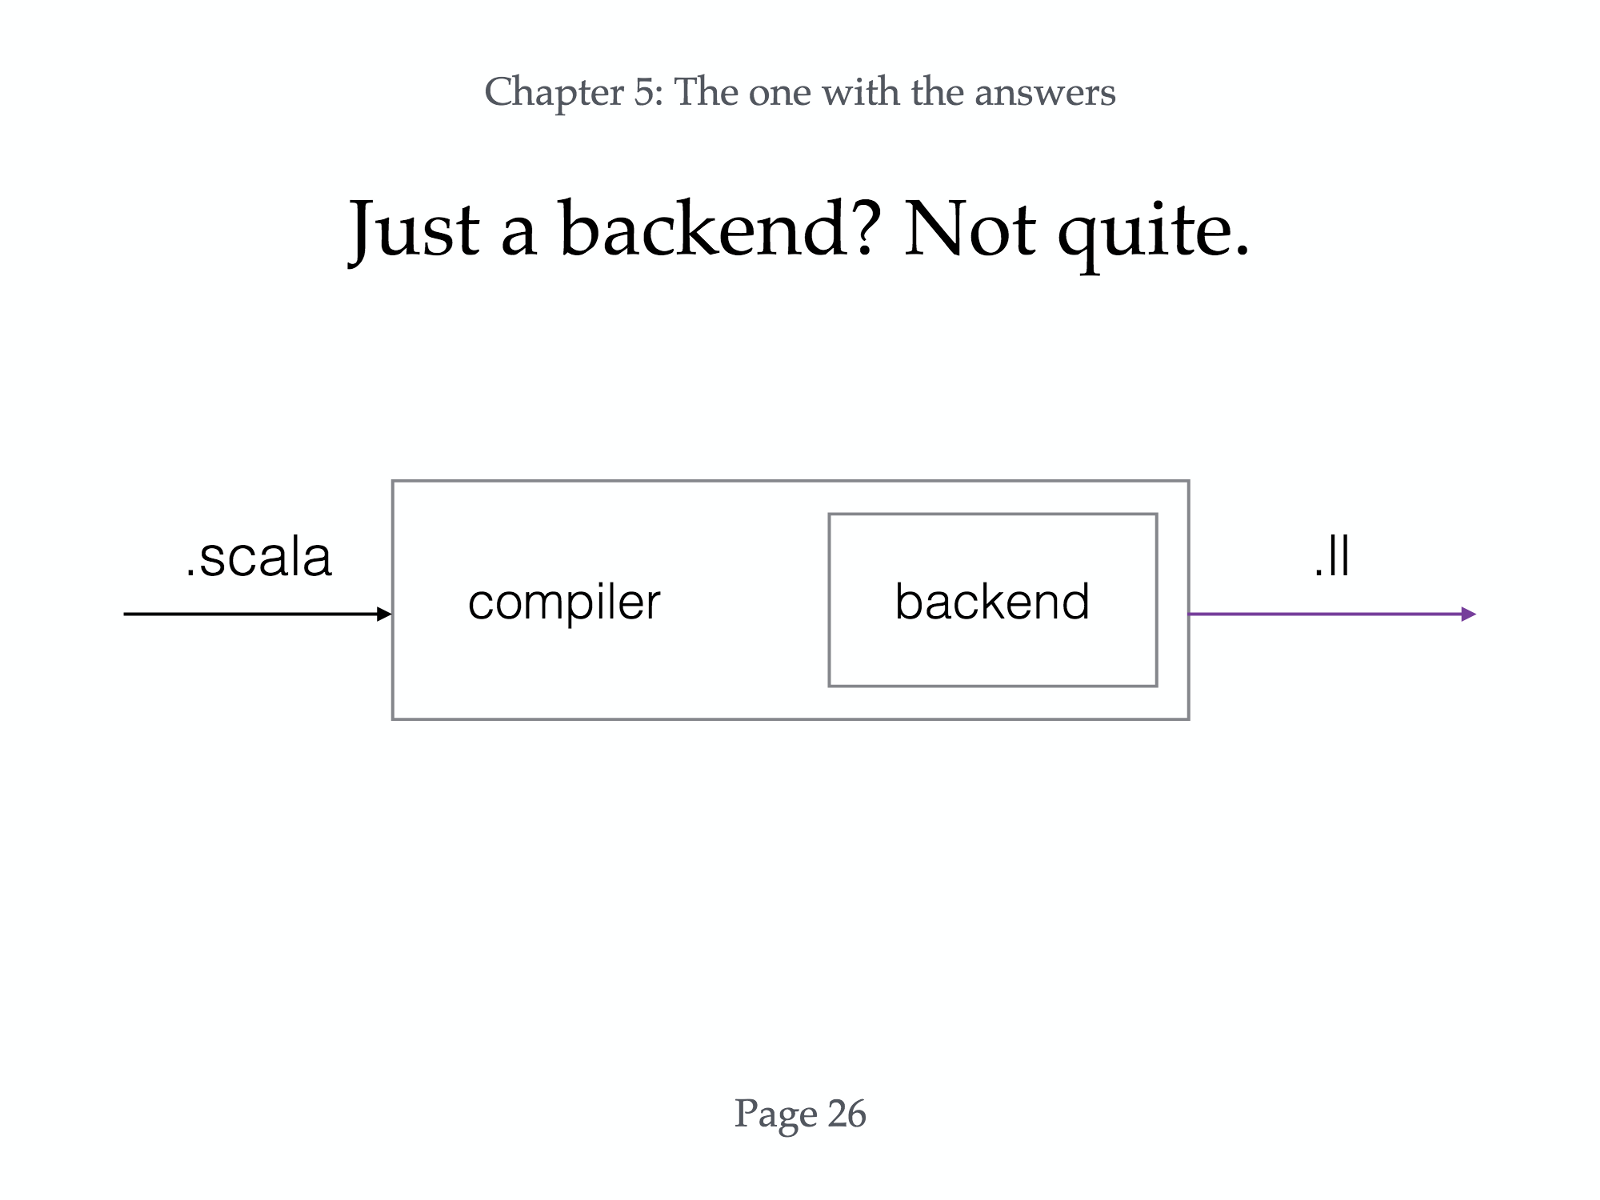 Chapter 5: The one with the answers
Just a backend? Not quite.
.scala
compiler
backend
.ll
Page 26